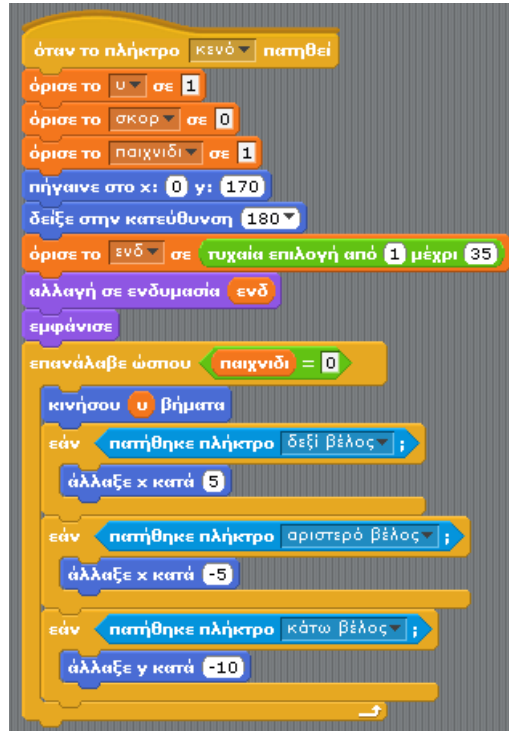 όταν το πλήκτρο κενό πατηθεί
όρισε το υ σε 1
όρισε το σκορ σε 0
όρισε το παιχνιδι σε 1
πήγαινε στο x: 0 y: 170
δείξε στην κατεύθυνση 180
όρισε το ενδ σε τυχαία επιλογή από 1 μέχρι 35
αλλαγή σε ενδυμασία ενδ
εμφάνισε
επανάλαβε ώσπου παιχνιδι = 0
κινήσου υ βήματα
εάν πατήθηκε πλήκτρο δεξί βέλος ;
άλλαξε x κατά 5
εάν πατήθηκε πλήκτρο αριστερό βέλος ;
άλλαξε x κατά -5
εάν πατήθηκε πλήκτρο κάτω βέλος ;
άλλαξε y κατά -10